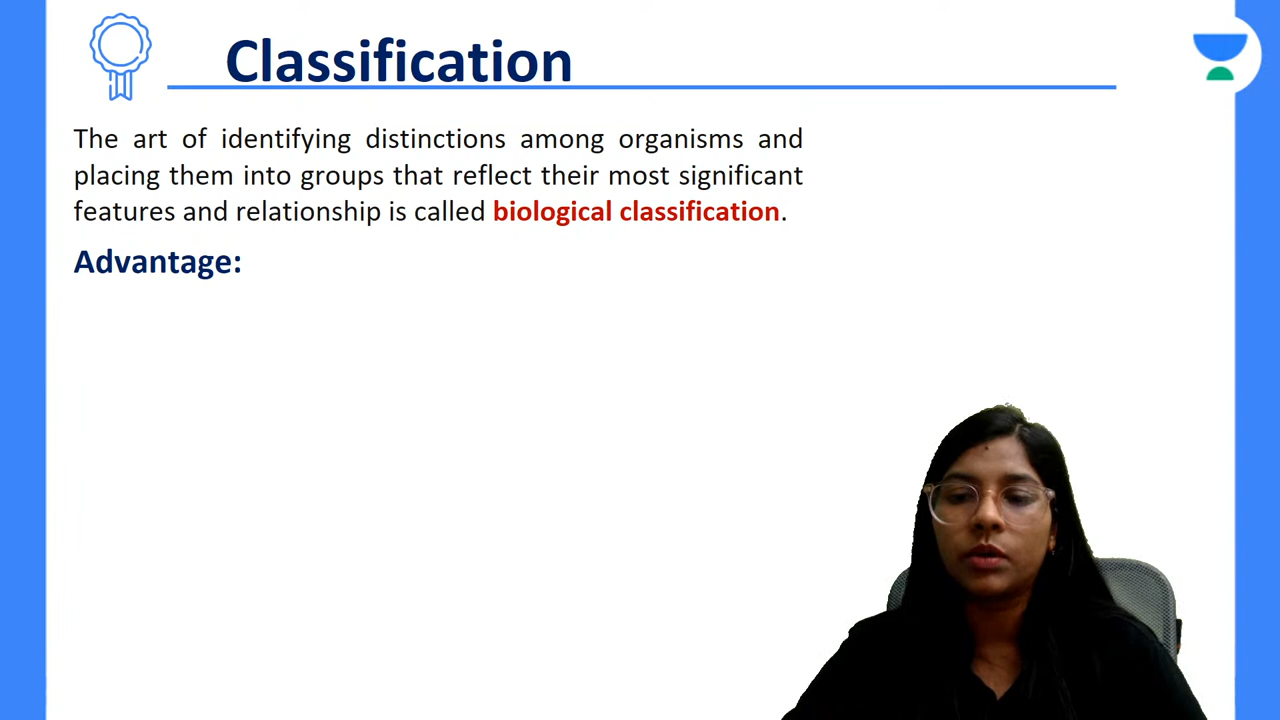 Classification
The art of identifying distinctions among organisms and
placing them into groups that reflect their most significant
features and relationship is called biological classification.
Advantage: